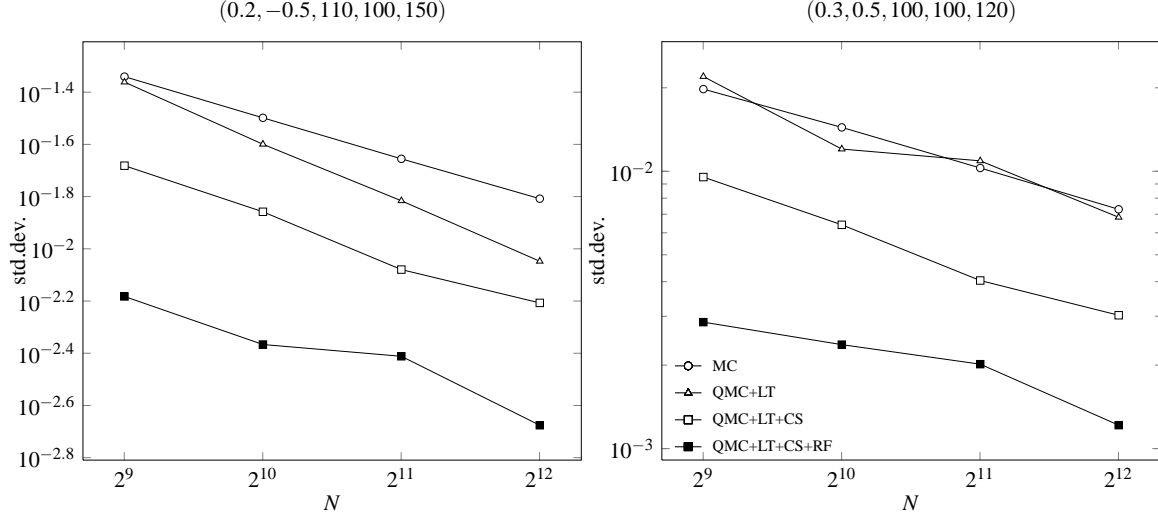 (0.2, −0.5, 110, 100, 150)
10^−1.4
10^−1.6
10^−1.8
10^−2
10^−2.2
10^−2.4
10^−2.6
10^−2.8
std.dev.
2^9
2^10
2^11
2^12
N
(0.3, 0.5, 100, 100, 120)
10^−2
10^−3
std.dev.
MC
QMC+LT
QMC+LT+CS
QMC+LT+CS+RF
2^9
2^10
2^11
2^12
N